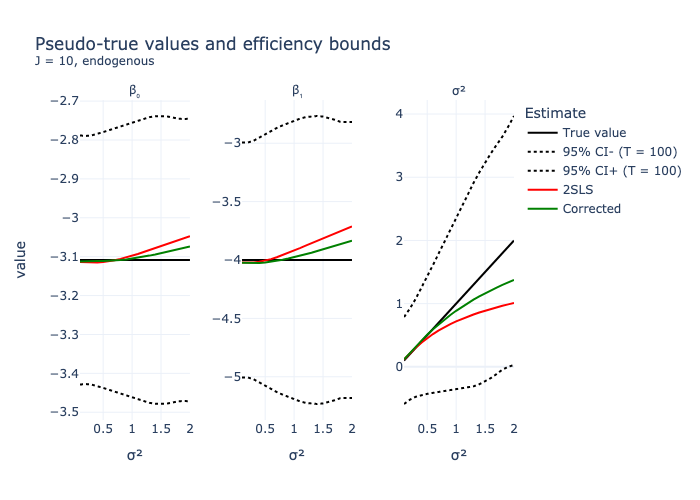 Pseudo-true values and efficiency bounds
J = 10, endogenous
β₀
β₁
σ²
Estimate
True value
95% CI- (T = 100)
95% CI+ (T = 100)
2SLS
Corrected
value
−2.7
−2.8
−2.9
−3
−3.1
−3.2
−3.3
−3.4
−3.5
0.5 1 1.5 2
σ²
−3
−3.5
−4
−4.5
−5
0.5 1 1.5 2
σ²
4
3
2
1
0
0.5 1 1.5 2
σ²